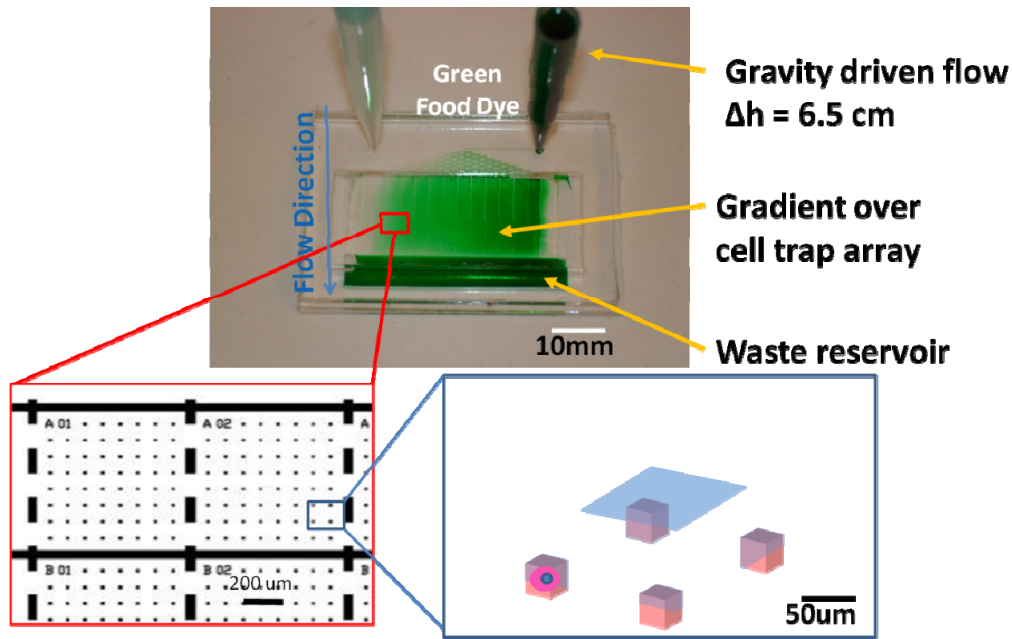 Green
Food Dye
Gravity driven flow
Δh = 6.5 cm
Flow Direction
Gradient over
cell trap array
10mm
Waste reservoir
A 01
A 02
A
B 01
B 02
B
200 um
50um